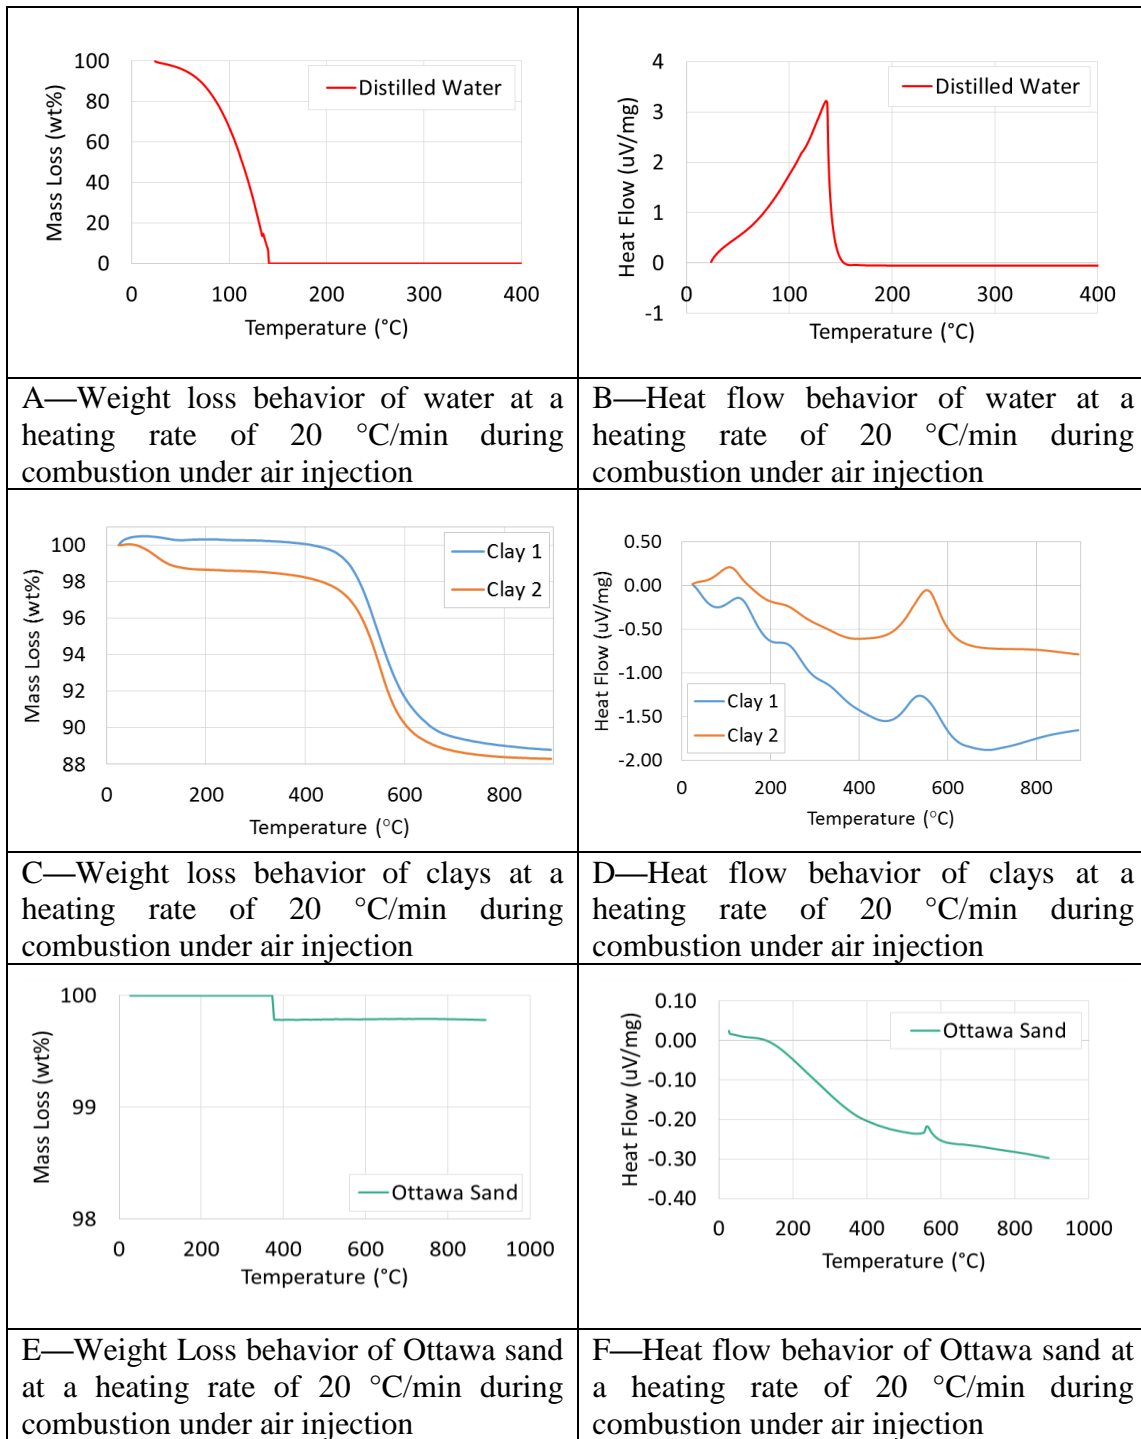 100
80
60
40
20
0
Mass Loss (wt%)
Distilled Water
0 100 200 300 400
Temperature (°C)
4
3
2
1
0
-1
Heat Flow (uV/mg)
Distilled Water
0 100 200 300 400
Temperature (°C)
A—Weight loss behavior of water at a
heating rate of 20 °C/min during
combustion under air injection
B—Heat flow behavior of water at a
heating rate of 20 °C/min during
combustion under air injection
100
98
96
94
92
90
88
Mass Loss (wt%)
Clay 1
Clay 2
0 200 400 600 800
Temperature (°C)
0.50
0.00
-0.50
-1.00
-1.50
-2.00
Heat Flow (uV/mg)
Clay 1
Clay 2
0 200 400 600 800
Temperature (°C)
C—Weight loss behavior of clays at a
heating rate of 20 °C/min during
combustion under air injection
D—Heat flow behavior of clays at a
heating rate of 20 °C/min during
combustion under air injection
100
99
98
Mass Loss (wt%)
Ottawa Sand
0 200 400 600 800 1000
Temperature (°C)
0.10
0.00
-0.10
-0.20
-0.30
-0.40
Heat Flow (uV/mg)
Ottawa Sand
0 200 400 600 800 1000
Temperature (°C)
E—Weight Loss behavior of Ottawa sand
at a heating rate of 20 °C/min during
combustion under air injection
F—Heat flow behavior of Ottawa sand at
a heating rate of 20 °C/min during
combustion under air injection